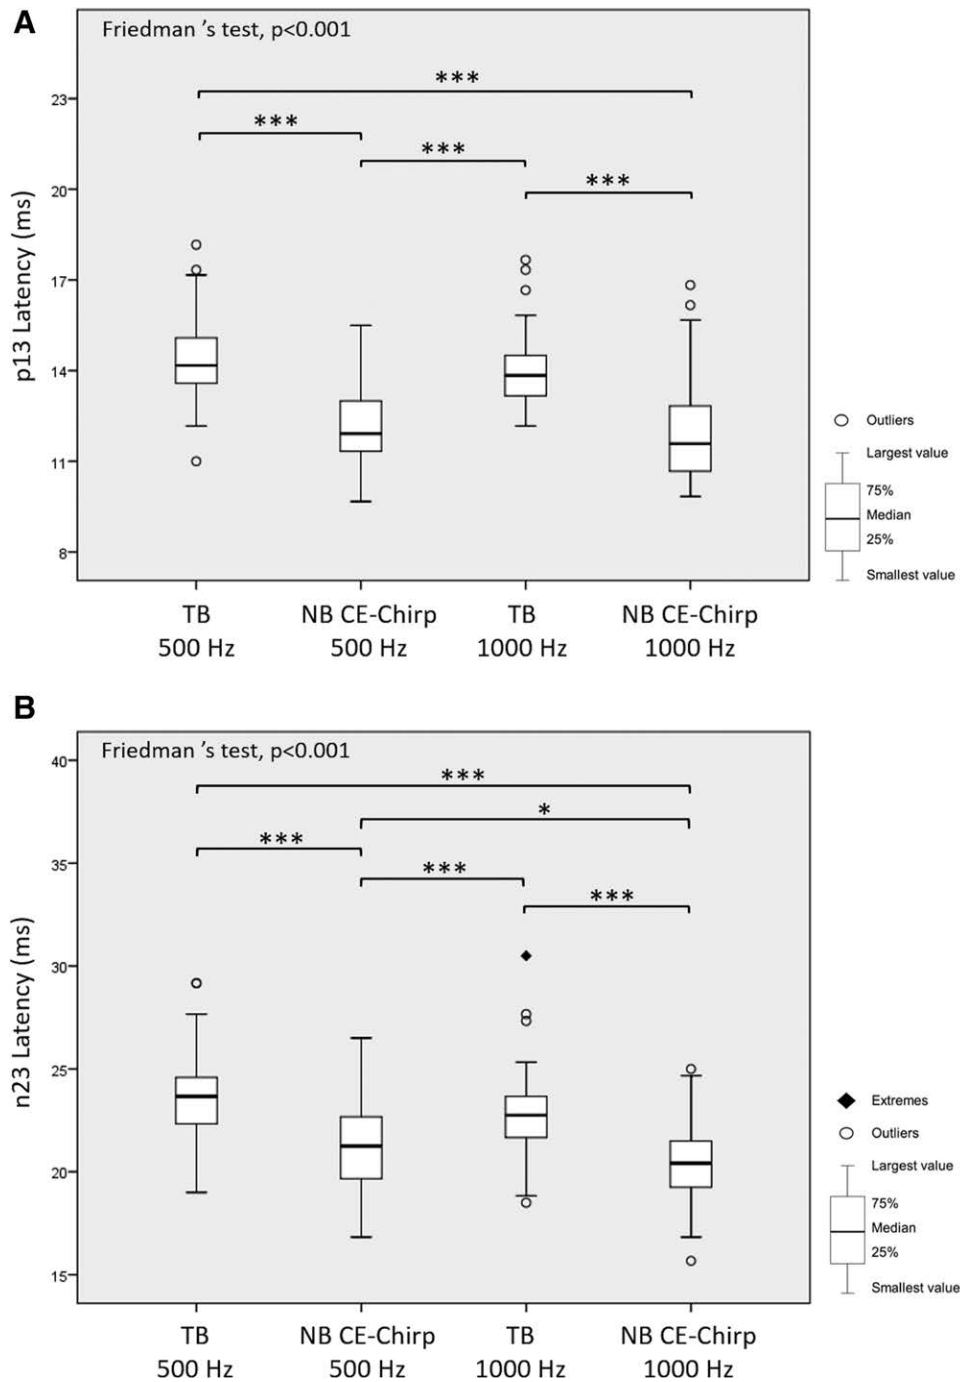 A
Friedman ’s test, p<0.001
***
***
***
***
23
20
17
14
11
8
p13 Latency (ms)
Outliers
Largest value
75%
Median
25%
Smallest value
TB NB CE-Chirp TB NB CE-Chirp
500 Hz 500 Hz 1000 Hz 1000 Hz
B
Friedman ’s test, p<0.001
***
*
***
***
***
40
35
30
25
20
15
n23 Latency (ms)
Extremes
Outliers
Largest value
75%
Median
25%
Smallest value
TB NB CE-Chirp TB NB CE-Chirp
500 Hz 500 Hz 1000 Hz 1000 Hz